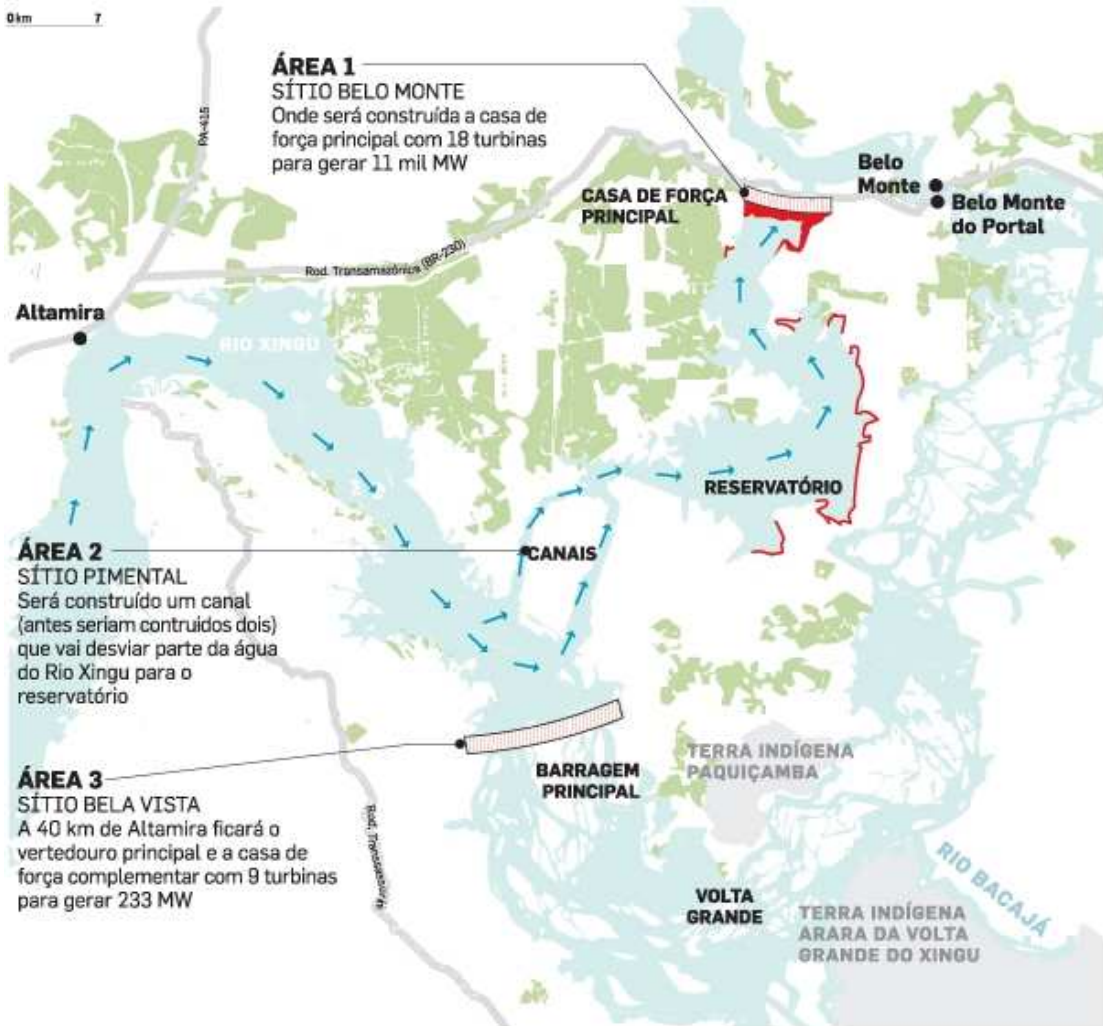 0 km 7
ÁREA 1
SÍTIO BELO MONTE
Onde será construída a casa de
força principal com 18 turbinas
para gerar 11 mil MW
PA-415
CASA DE FORÇA
PRINCIPAL
Belo
Monte
Belo Monte
do Portal
Rod. Transamazônica (BR-230)
Altamira
RIO XINGU
RESERVATÓRIO
CANAIS
ÁREA 2
SÍTIO PIMENTAL
Será construído um canal
(antes seriam contruidos dois)
que vai desviar parte da água
do Rio Xingu para o
reservatório
ÁREA 3
SÍTIO BELA VISTA
A 40 km de Altamira ficará o
vertedouro principal e a casa de
força complementar com 9 turbinas
para gerar 233 MW
BARRAGEM
PRINCIPAL
TERRA INDÍGENA
PAQUIÇAMBA
Rod. Transamazôni
VOLTA
GRANDE
TERRA INDÍGENA
ARARA DA VOLTA
GRANDE DO XINGU
RIO BACAJÁ